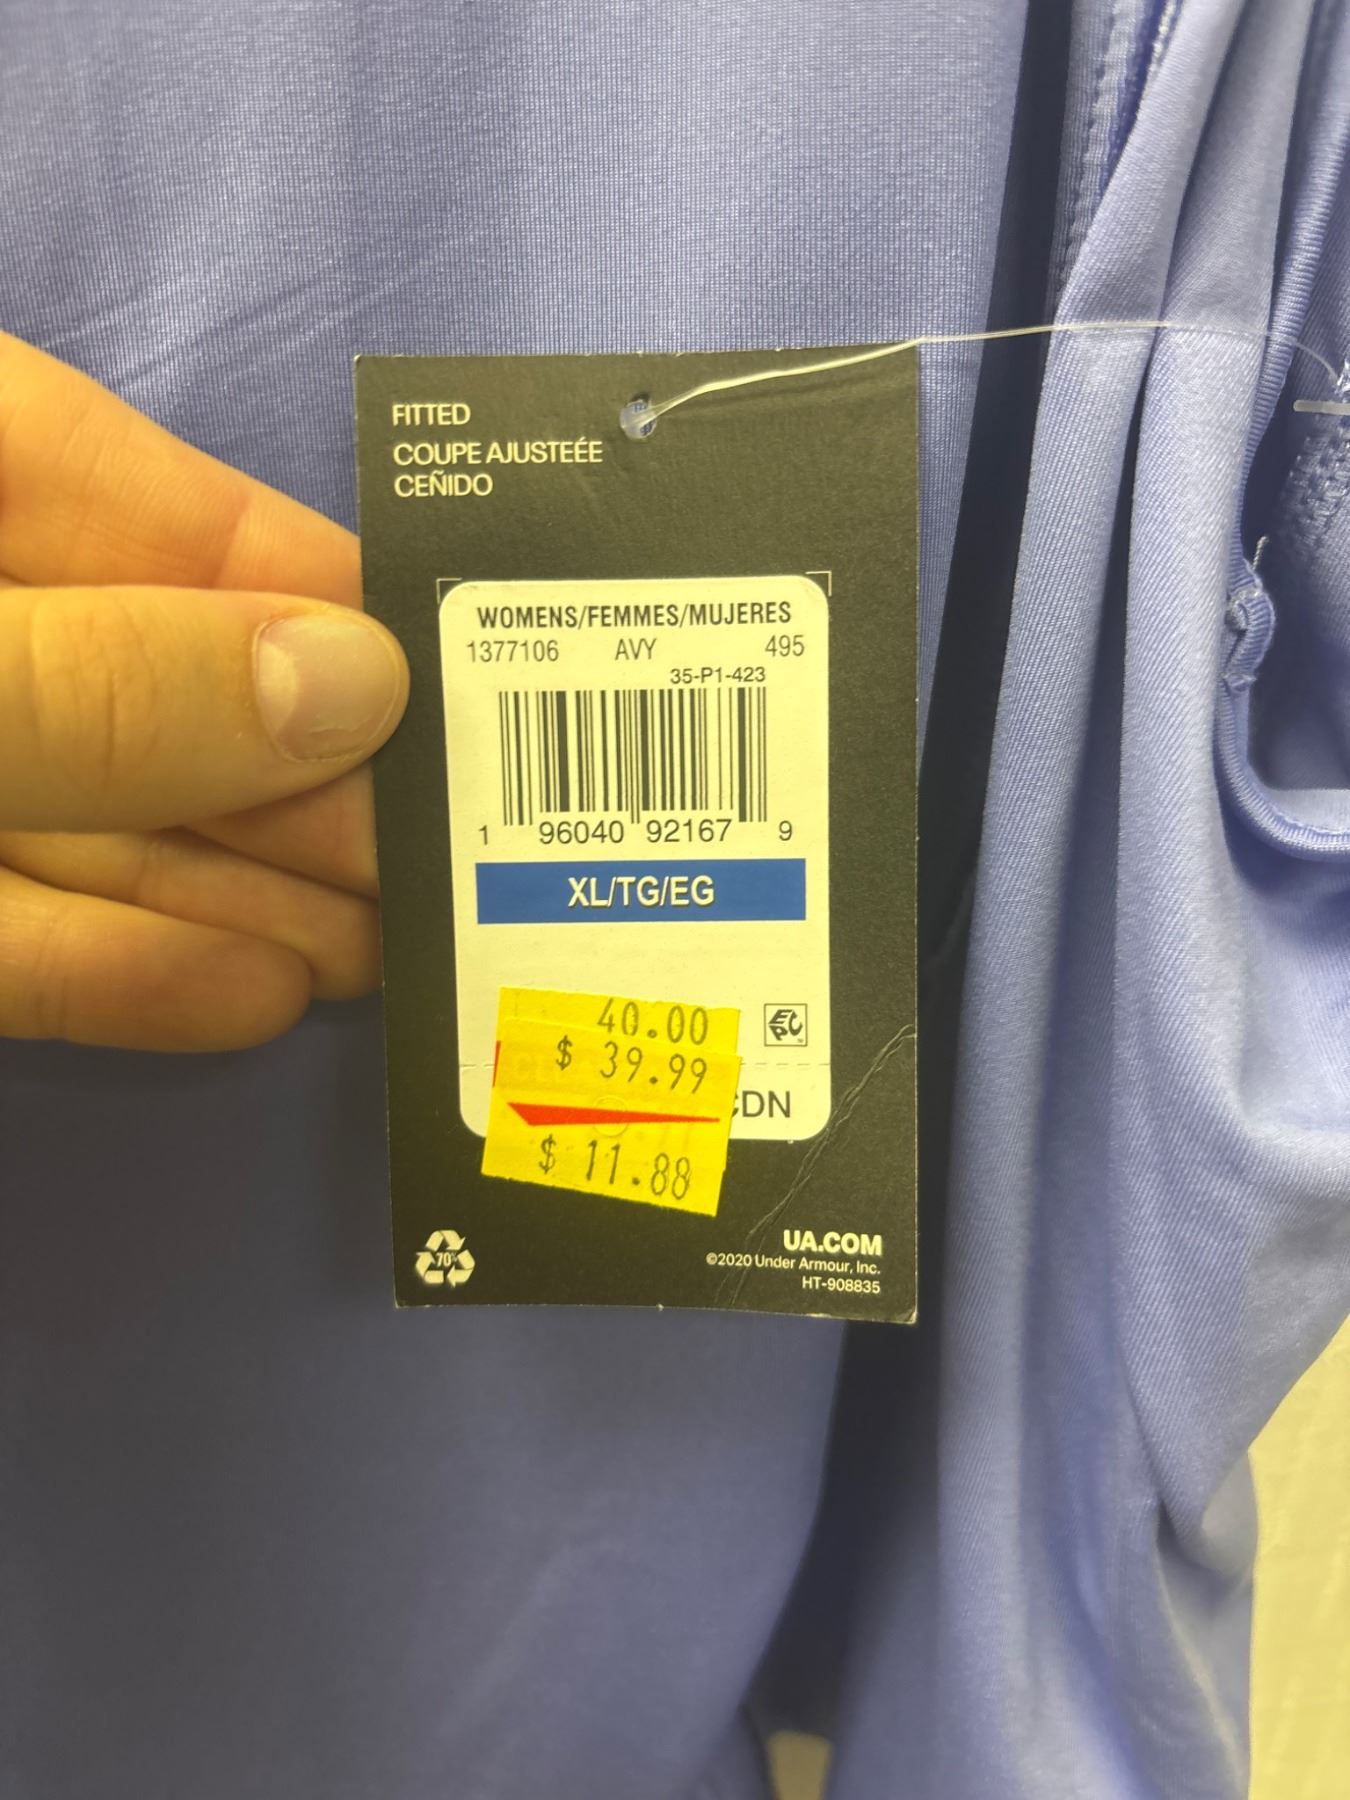 FITTED
COUPE AJUSTEÉE
CEÑIDO
WOMENS/FEMMES/MUJERES
1377106 AVY 495
35-P1-423
1 96040 92167 9
XL/TG/EG
40.00
$ 39.99
CDN
$ 11.88
70%
UA.COM
©2020 Under Armour, Inc.
HT-908835